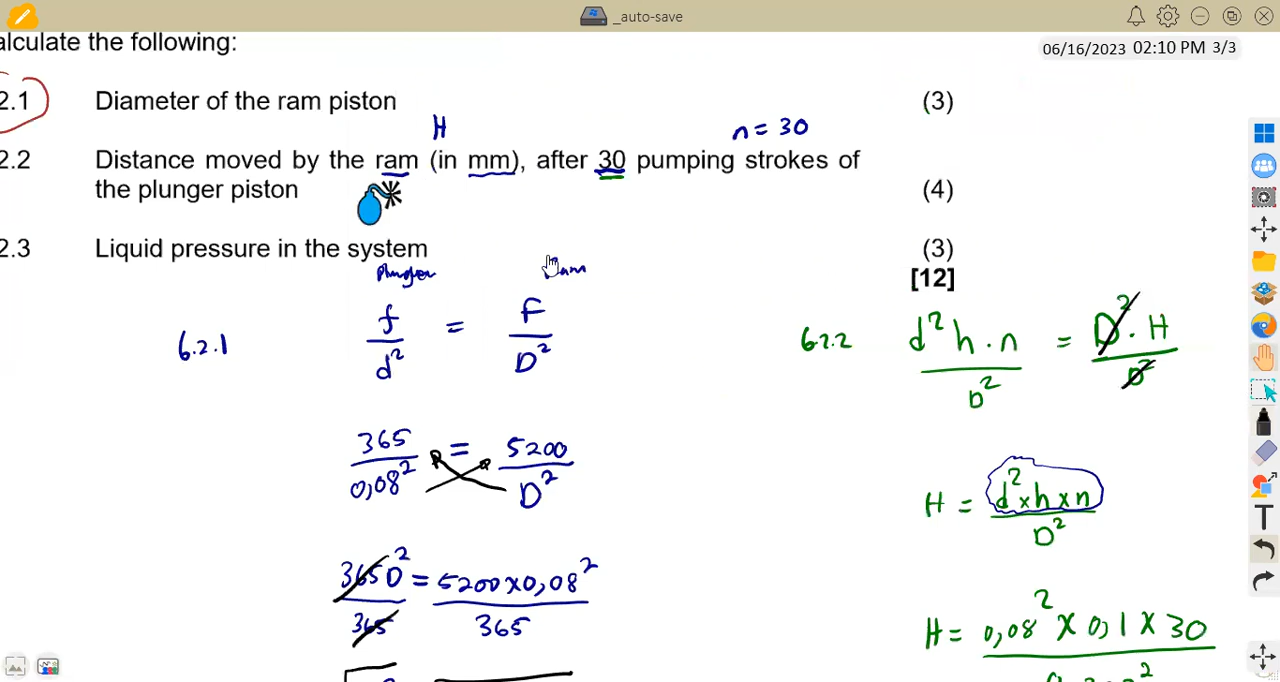 _auto-save
alculate the following:
06/16/2023 02:10 PM 3/3
2.1 Diameter of the ram piston (3)
H n = 30
2.2 Distance moved by the ram (in mm), after 30 pumping strokes of
the plunger piston (4)
2.3 Liquid pressure in the system (3)
[12]
Plunger
6.2.1 f/d² = F/D²
6.2.2 d²h·n/D² = D²·H/D²
365/0,08² = 5200/D²
H = d²×h×n/D²
365D²/365 = 5200×0,08²/365
H = 0,08² × 0,1 × 30
T